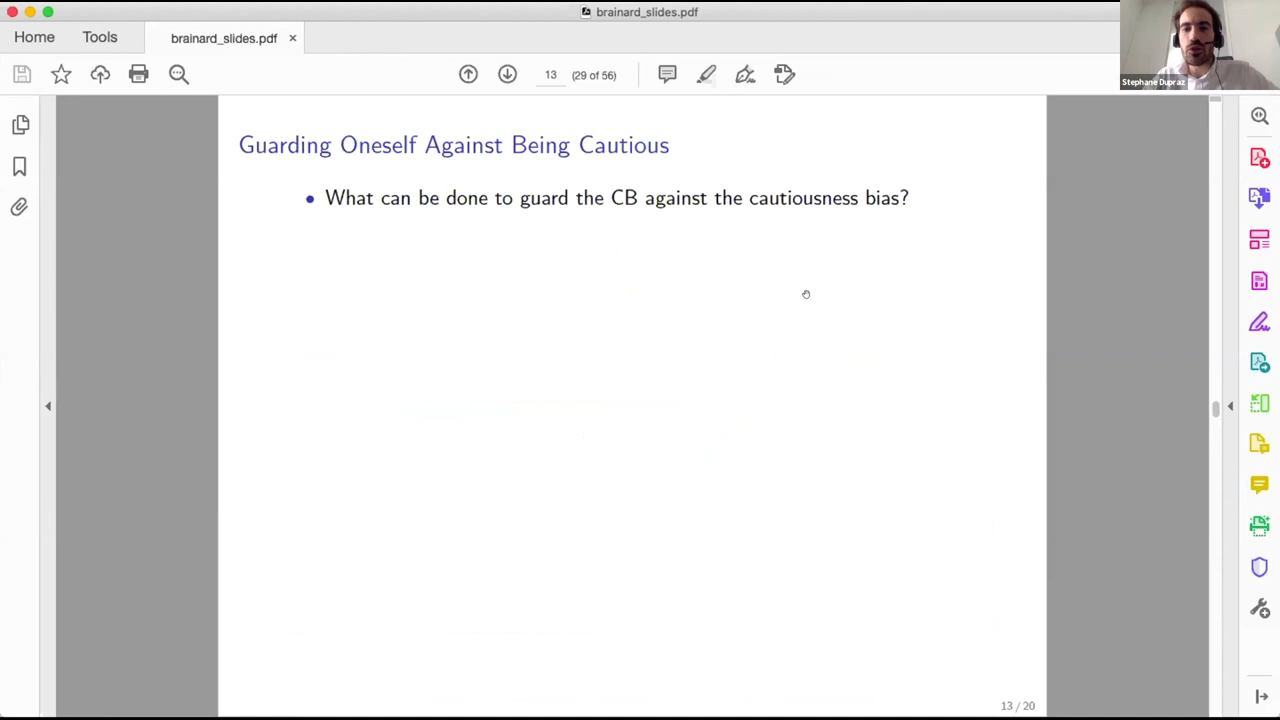 brainard_slides.pdf
Home
Tools
brainard_slides.pdf
13
(29 of 56)
Stephane Dupraz
Guarding Oneself Against Being Cautious
• What can be done to guard the CB against the cautiousness bias?
13 / 20